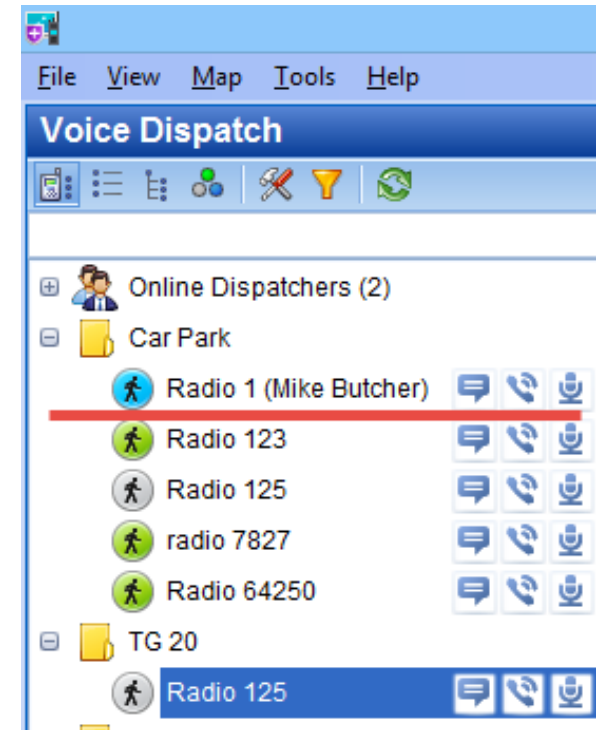 File View Map Tools Help
Voice Dispatch
Online Dispatchers (2)
Car Park
Radio 1 (Mike Butcher)
Radio 123
Radio 125
radio 7827
Radio 64250
TG 20
Radio 125